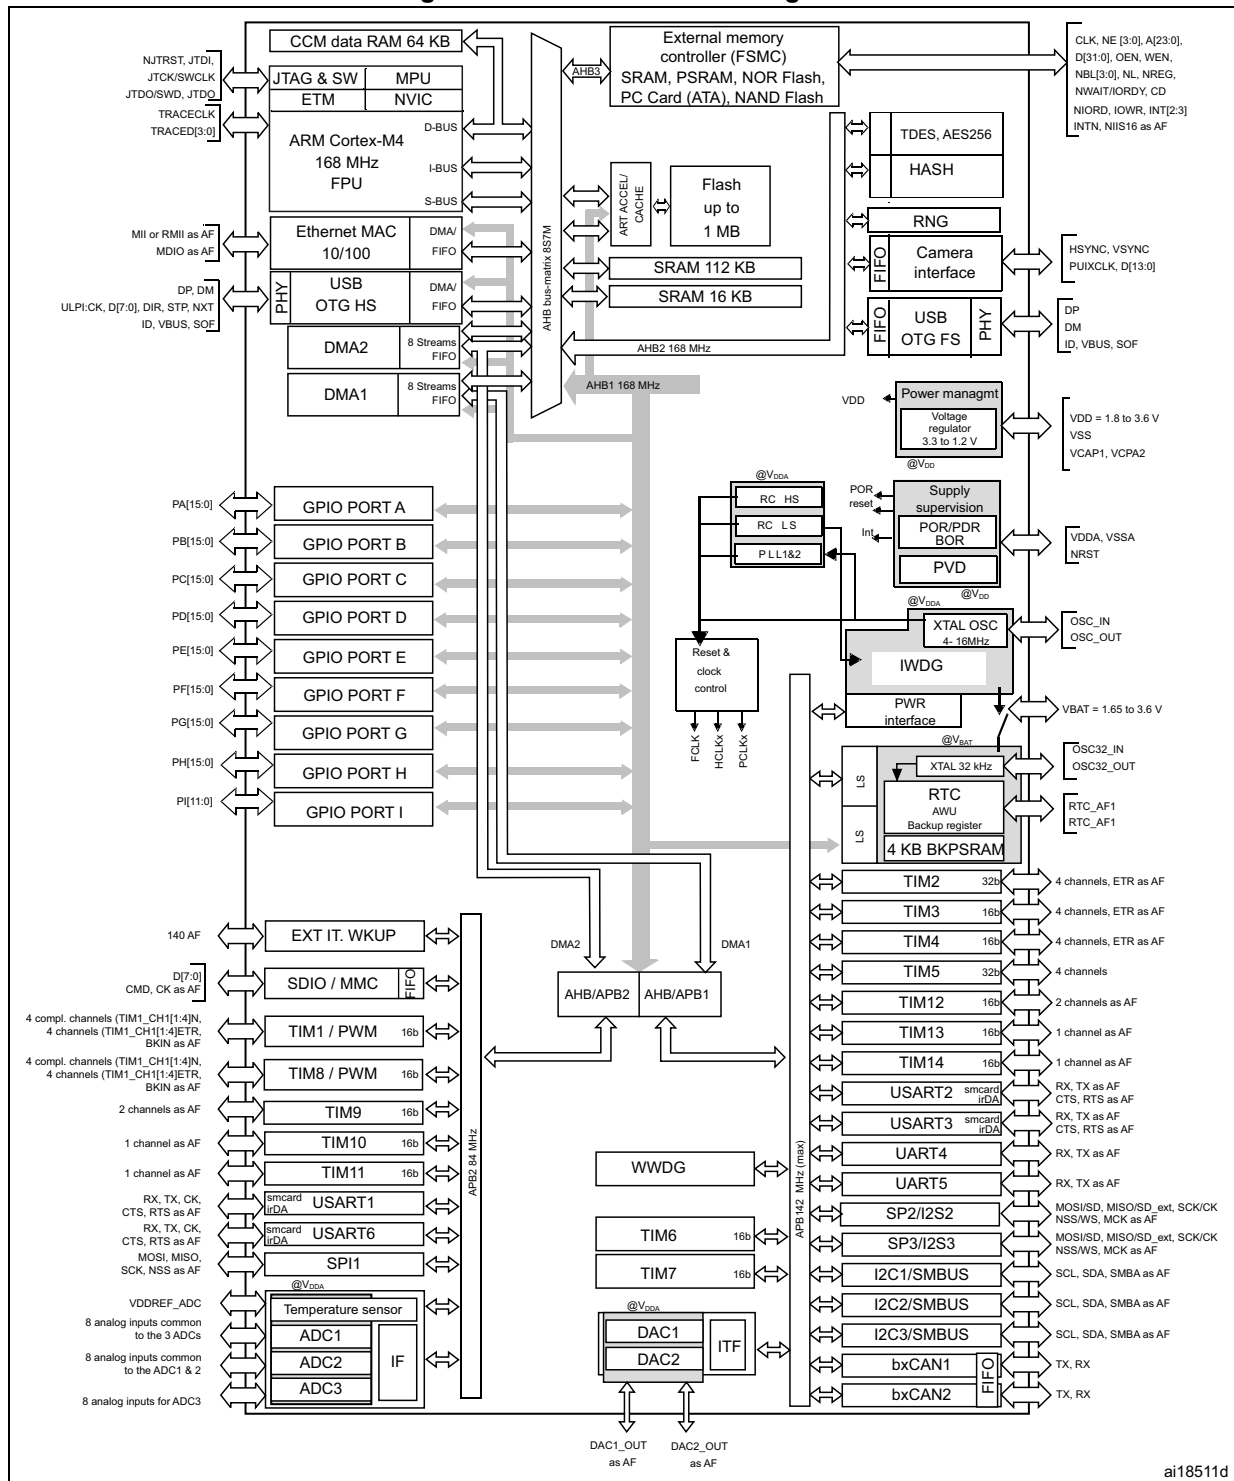 CCM data RAM 64 KB
NJTRST, JTDI,
JTCK/SWCLK
JTDO/SWD, JTDO
TRACECLK
TRACED[3:0]
JTAG & SW
MPU
ETM
NVIC
ARM Cortex-M4
168 MHz
FPU
D-BUS
I-BUS
S-BUS
MII or RMII as AF
MDIO as AF
Ethernet MAC
10/100
DMA/
FIFO
DP, DM
ULPI:CK, D[7:0], DIR, STP, NXT
ID, VBUS, SOF
PHY
USB
OTG HS
DMA/
FIFO
DMA2
8 Streams
FIFO
DMA1
8 Streams
FIFO
AHB bus-matrix 8S7M
AHB3
External memory
controller (FSMC)
SRAM, PSRAM, NOR Flash,
PC Card (ATA), NAND Flash
CLK, NE [3:0], A[23:0],
D[31:0], OEN, WEN,
NBL[3:0], NL, NREG,
NWAIT/IORDY, CD
NIORD, IOWR, INT[2:3]
INTN, NIIS16 as AF
ART ACCEL/
CACHE
Flash
up to
1 MB
SRAM 112 KB
SRAM 16 KB
AHB2 168 MHz
AHB1 168 MHz
TDES, AES256
HASH
RNG
FIFO
Camera
interface
HSYNC, VSYNC
PUIXCLK, D[13:0]
FIFO
USB
OTG FS
PHY
DP
DM
ID, VBUS, SOF
VDD
Power managmt
Voltage
regulator
3.3 to 1.2 V
@VDD
VDD = 1.8 to 3.6 V
VSS
VCAP1, VCPA2
@VDDA
RC HS
RC LS
PLL1&2
POR
reset
Int
Supply
supervision
POR/PDR
BOR
PVD
@VDD
VDDA, VSSA
NRST
@VDDA
XTAL OSC
4- 16MHz
IWDG
OSC_IN
OSC_OUT
Reset &
clock
control
FCLK
HCLKx
PCLKx
PWR
interface
VBAT = 1.65 to 3.6 V
@VBAT
LS
LS
XTAL 32 kHz
RTC
AWU
Backup register
4 KB BKPSRAM
OSC32_IN
OSC32_OUT
RTC_AF1
RTC_AF1
PA[15:0]
GPIO PORT A
PB[15:0]
GPIO PORT B
PC[15:0]
GPIO PORT C
PD[15:0]
GPIO PORT D
PE[15:0]
GPIO PORT E
PF[15:0]
GPIO PORT F
PG[15:0]
GPIO PORT G
PH[15:0]
GPIO PORT H
PI[11:0]
GPIO PORT I
DMA2
DMA1
AHB/APB2
AHB/APB1
140 AF
EXT IT. WKUP
D[7:0]
CMD, CK as AF
SDIO / MMC
FIFO
4 compl. channels (TIM1_CH1[1:4]N,
4 channels (TIM1_CH1[1:4]ETR,
BKIN as AF
TIM1 / PWM 16b
4 compl. channels (TIM1_CH1[1:4]N,
4 channels (TIM1_CH1[1:4]ETR,
BKIN as AF
TIM8 / PWM 16b
2 channels as AF
TIM9 16b
1 channel as AF
TIM10 16b
1 channel as AF
TIM11 16b
RX, TX, CK,
CTS, RTS as AF
smcard
irDA
USART1
RX, TX, CK,
CTS, RTS as AF
smcard
irDA
USART6
MOSI, MISO,
SCK, NSS as AF
SPI1
@VDDA
VDDREF_ADC
Temperature sensor
8 analog inputs common
to the 3 ADCs
ADC1
8 analog inputs common
to the ADC1 & 2
ADC2
8 analog inputs for ADC3
ADC3
IF
APB2 84 MHz
WWDG
TIM6 16b
TIM7 16b
@VDDA
DAC1
DAC2
ITF
DAC1_OUT
as AF
DAC2_OUT
as AF
APB142 MHz (max)
TIM2 32b
4 channels, ETR as AF
TIM3 16b
4 channels, ETR as AF
TIM4 16b
4 channels, ETR as AF
TIM5 32b
4 channels
TIM12 16b
2 channels as AF
TIM13 16b
1 channel as AF
TIM14 16b
1 channel as AF
USART2
smcard
irDA
RX, TX as AF
CTS, RTS as AF
USART3
smcard
irDA
RX, TX as AF
CTS, RTS as AF
UART4
RX, TX as AF
UART5
RX, TX as AF
SP2/I2S2
MOSI/SD, MISO/SD_ext, SCK/CK
NSS/WS, MCK as AF
SP3/I2S3
MOSI/SD, MISO/SD_ext, SCK/CK
NSS/WS, MCK as AF
I2C1/SMBUS
SCL, SDA, SMBA as AF
I2C2/SMBUS
SCL, SDA, SMBA as AF
I2C3/SMBUS
SCL, SDA, SMBA as AF
bxCAN1
TX, RX
bxCAN2
TX, RX
FIFO
ai18511d